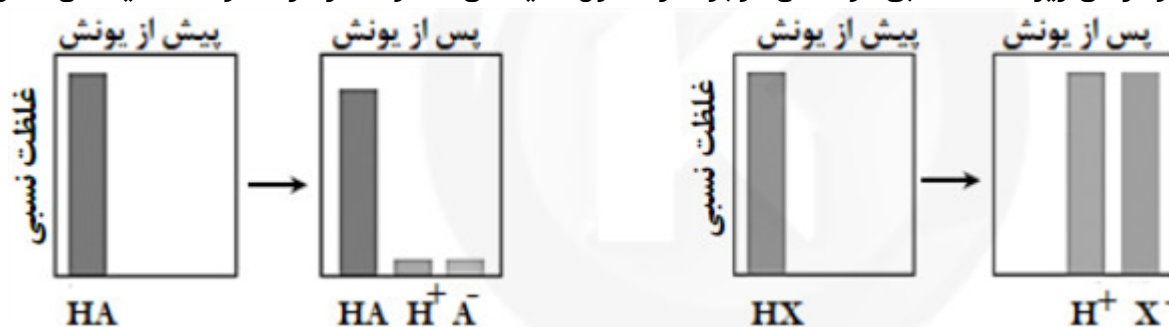 پیش از یونش
پس از یونش
پیش از یونش
پس از یونش
غلظت نسبی
غلظت نسبی
HA
HA H⁺ A⁻
HX
H⁺ X⁻